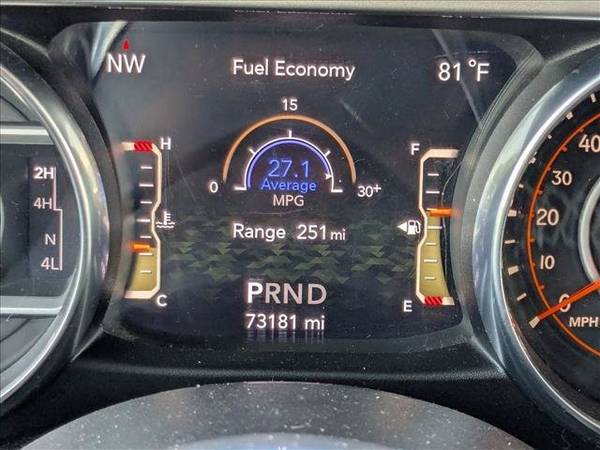 NW
Fuel Economy
81 °F
15
H
F
2H
27.1
Average
4H
0
30+
MPG
N
Range 251 mi
4L
C
E
PRND
73181 mi
40
30
20
10
0
MPH